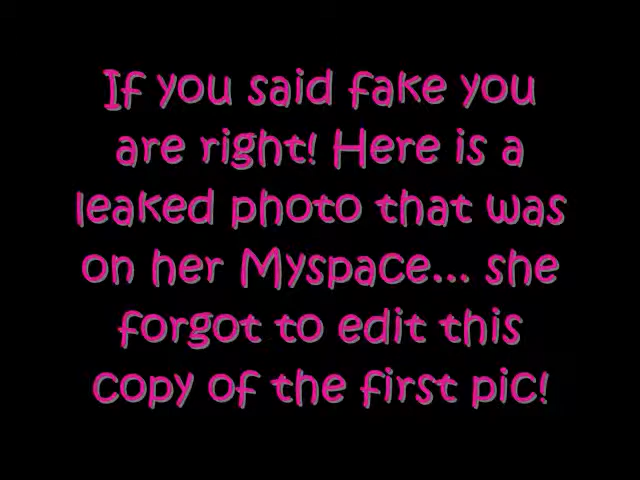 If you said fake you
are right! Here is a
leaked photo that was
on her Myspace... she
forgot to edit this
copy of the first pic!